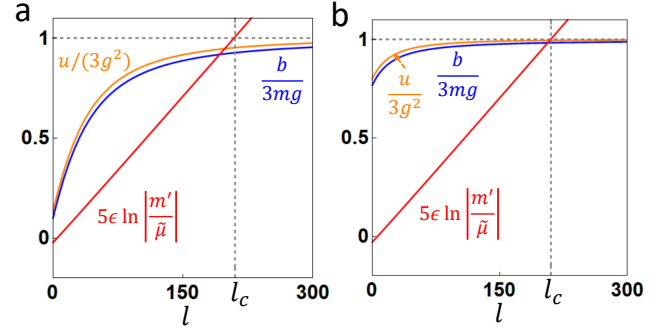 a
1
0.5
0
u/(3g²)
b
3mg
5ϵ ln|m′/μ̃|
0
150
l_c
300
l
b
1
0.5
0
u
3g²
b
3mg
5ϵ ln|m′/μ̃|
0
150
l_c
300
l